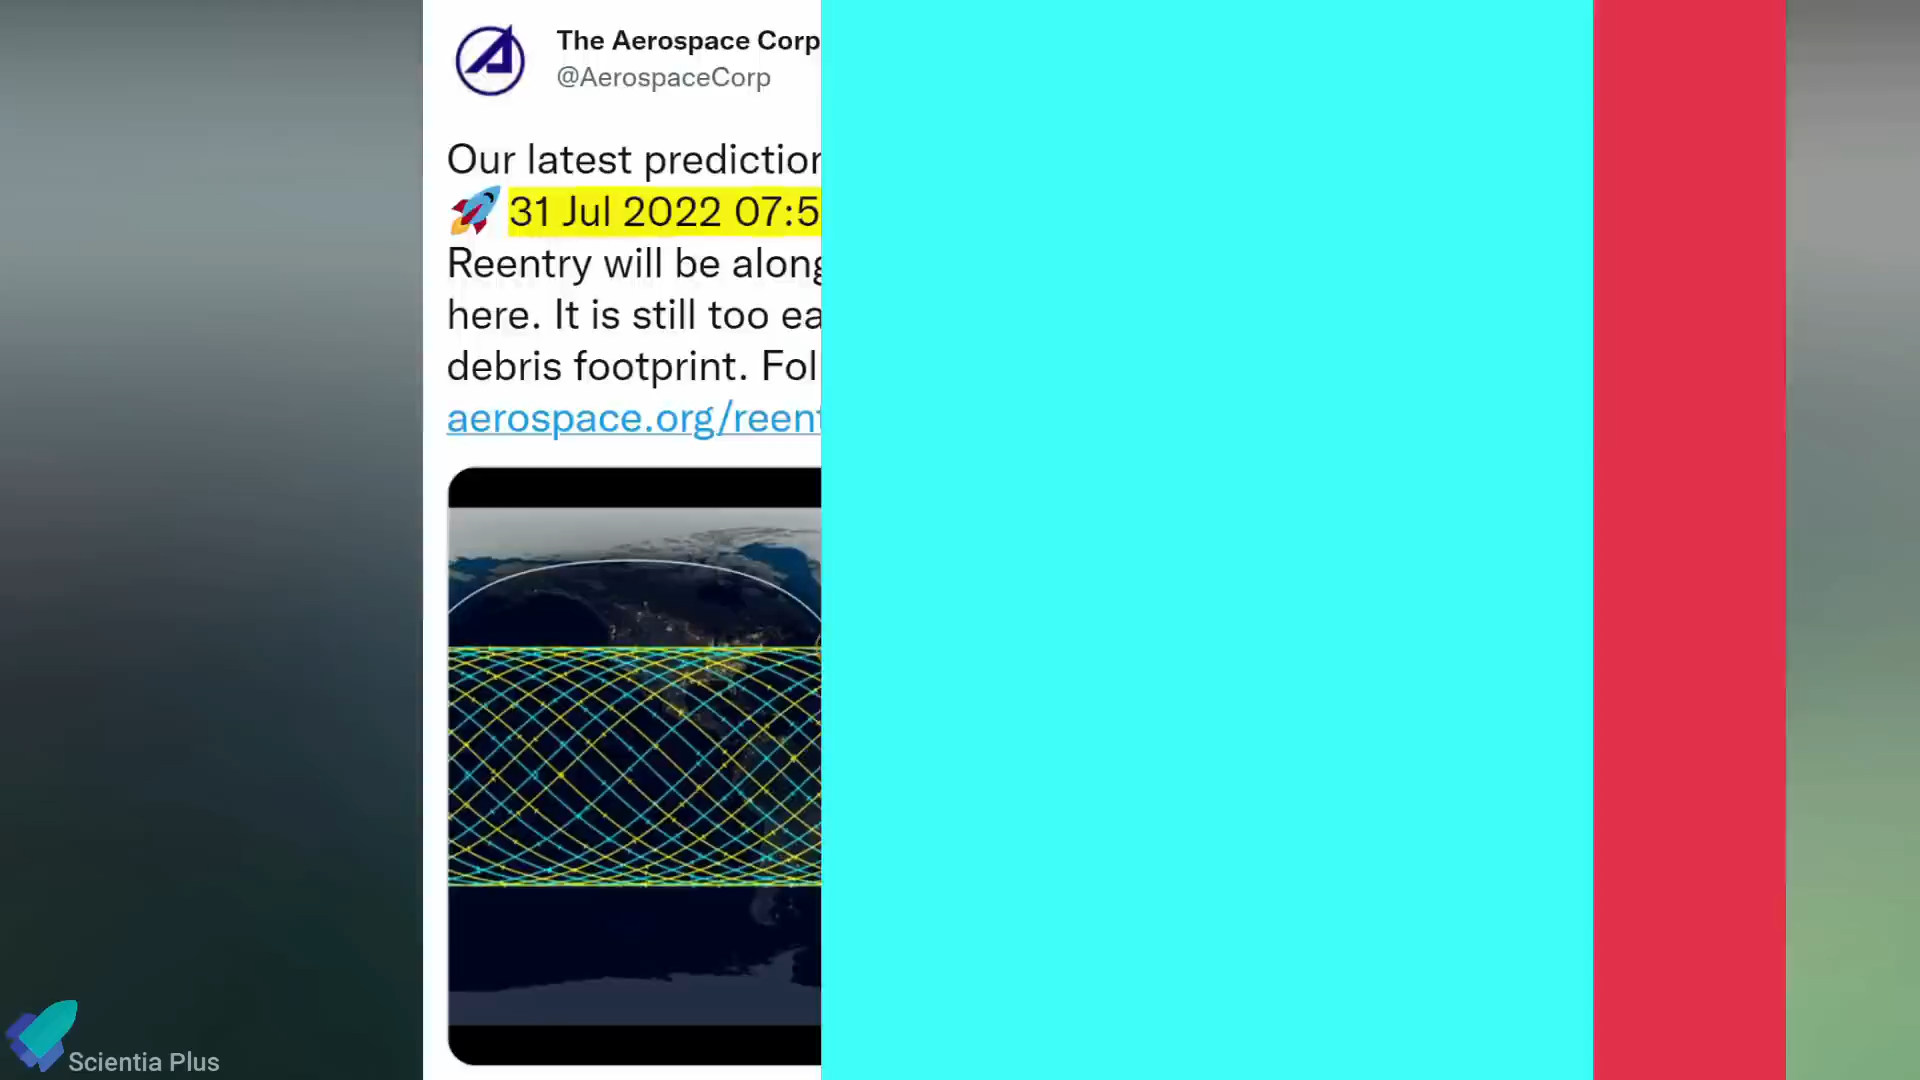 The Aerospace Corp
@AerospaceCorp
Our latest prediction
31 Jul 2022 07:5
Reentry will be along
here. It is still too ea
debris footprint. Fol
aerospace.org/reent
Scientia Plus